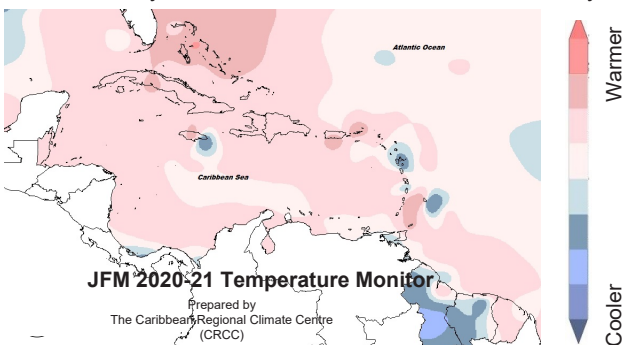 Atlantic Ocean
Caribbean Sea
JFM 2020-21 Temperature Monitor
Prepared by
The Caribbean Regional Climate Centre
(CRCC)
Warmer
Cooler